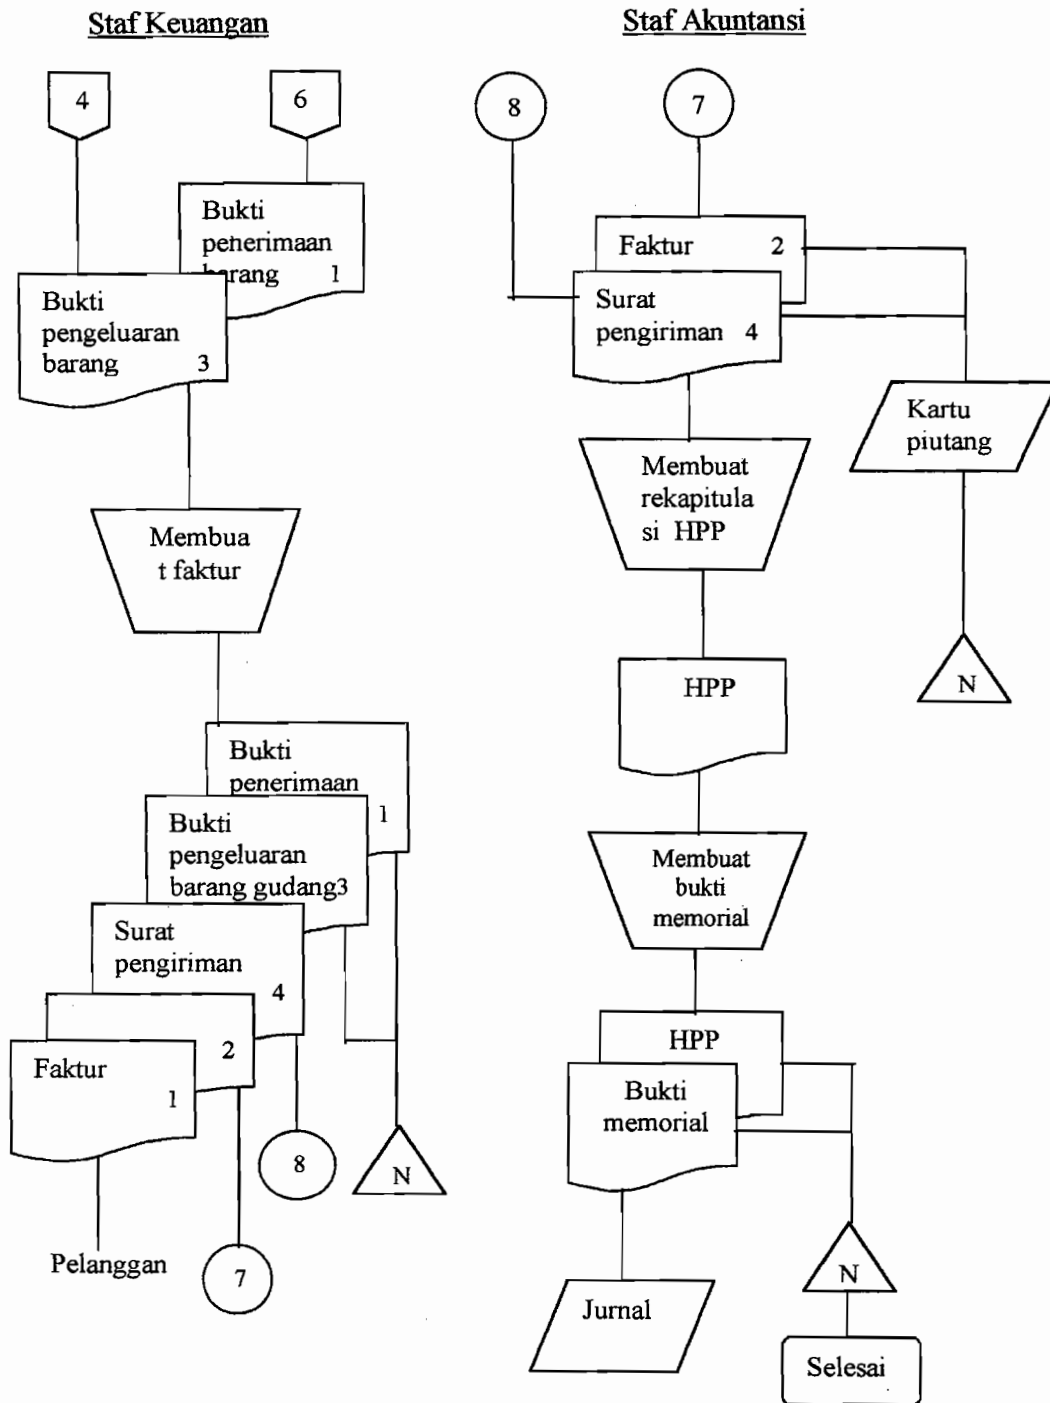 Staf Keuangan
4
6
Bukti
penerimaan
barang 1
Bukti
pengeluaran
barang 3
Membua
t faktur
Bukti
penerimaan
1
Bukti
pengeluaran
barang gudang3
Surat
pengiriman
4
2
Faktur
1
8
N
Pelanggan
7
Staf Akuntansi
8
7
Faktur 2
Surat
pengiriman 4
Kartu
piutang
Membuat
rekapitula
si HPP
N
HPP
Membuat
bukti
memorial
HPP
Bukti
memorial
N
Jurnal
Selesai